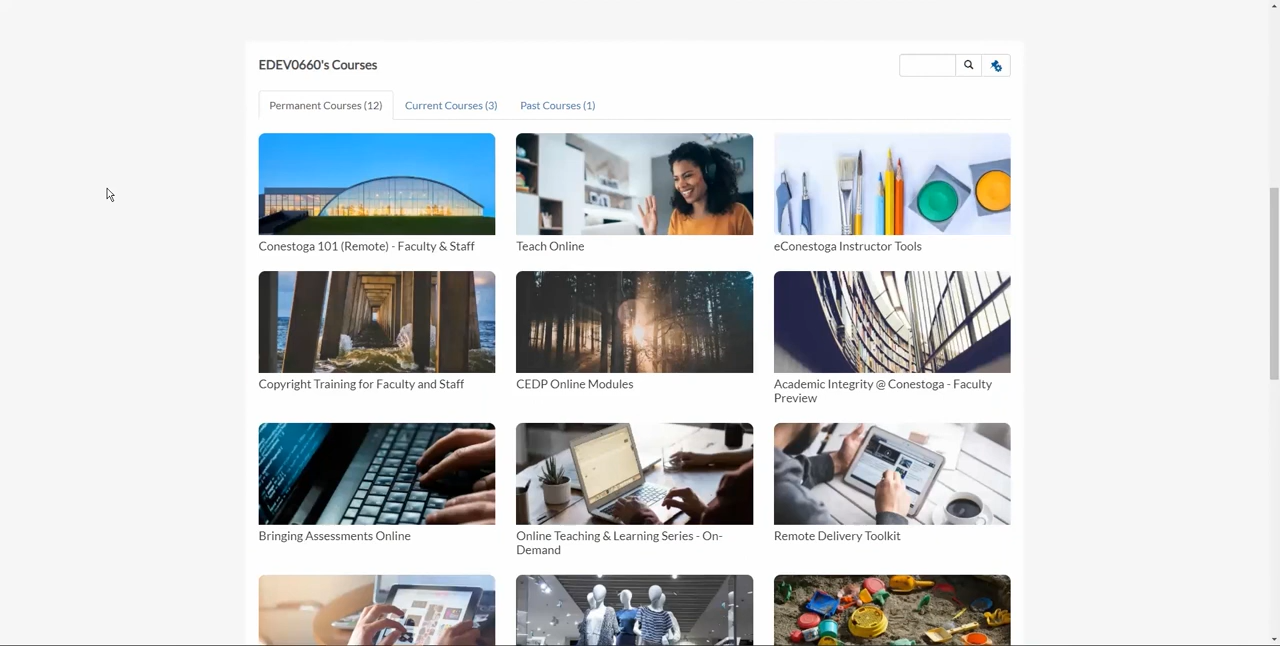 EDEV0660's Courses
Permanent Courses (12)
Current Courses (3)
Past Courses (1)
Conestoga 101 (Remote) - Faculty & Staff
Teach Online
eConestoga Instructor Tools
Copyright Training for Faculty and Staff
CEDP Online Modules
Academic Integrity @ Conestoga - Faculty
Preview
Bringing Assessments Online
Online Teaching & Learning Series - On-
Demand
Remote Delivery Toolkit